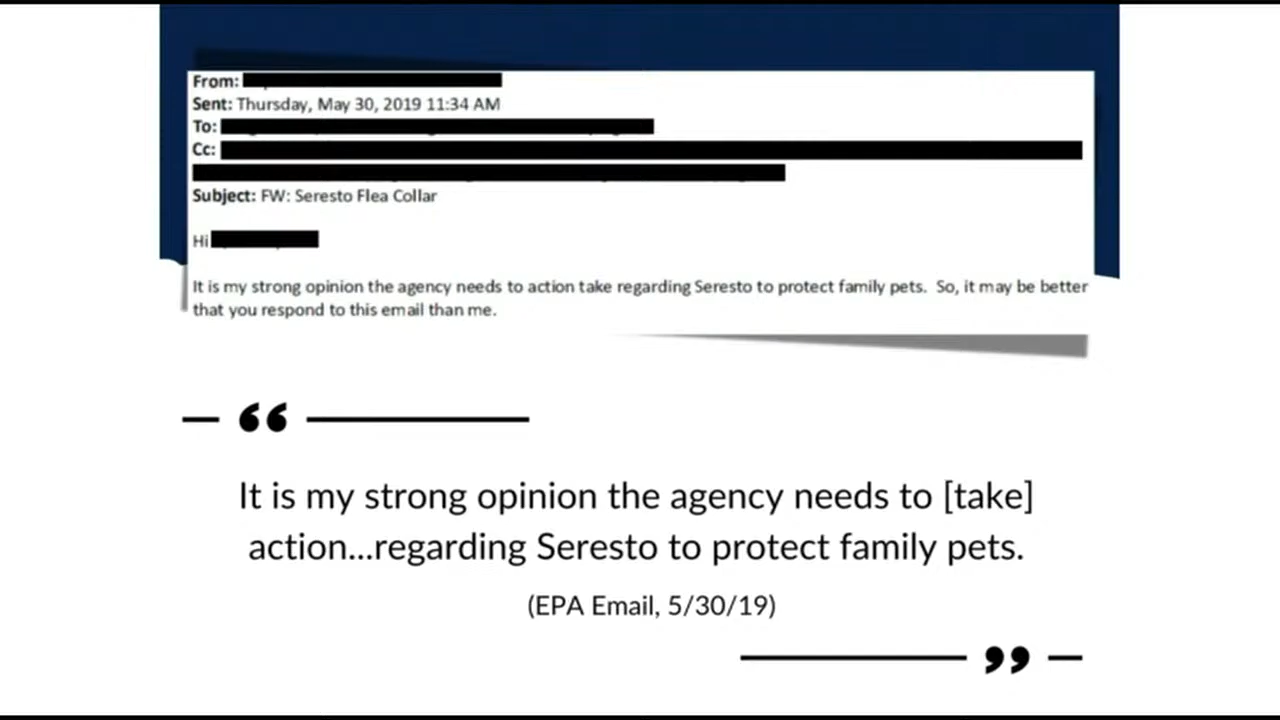 From:
Sent: Thursday, May 30, 2019 11:34 AM
To:
Cc:
Subject: FW: Seresto Flea Collar
Hi
It is my strong opinion the agency needs to action take regarding Seresto to protect family pets.  So, it may be better
that you respond to this email than me.
“
It is my strong opinion the agency needs to [take]
action...regarding Seresto to protect family pets.
(EPA Email, 5/30/19)
”